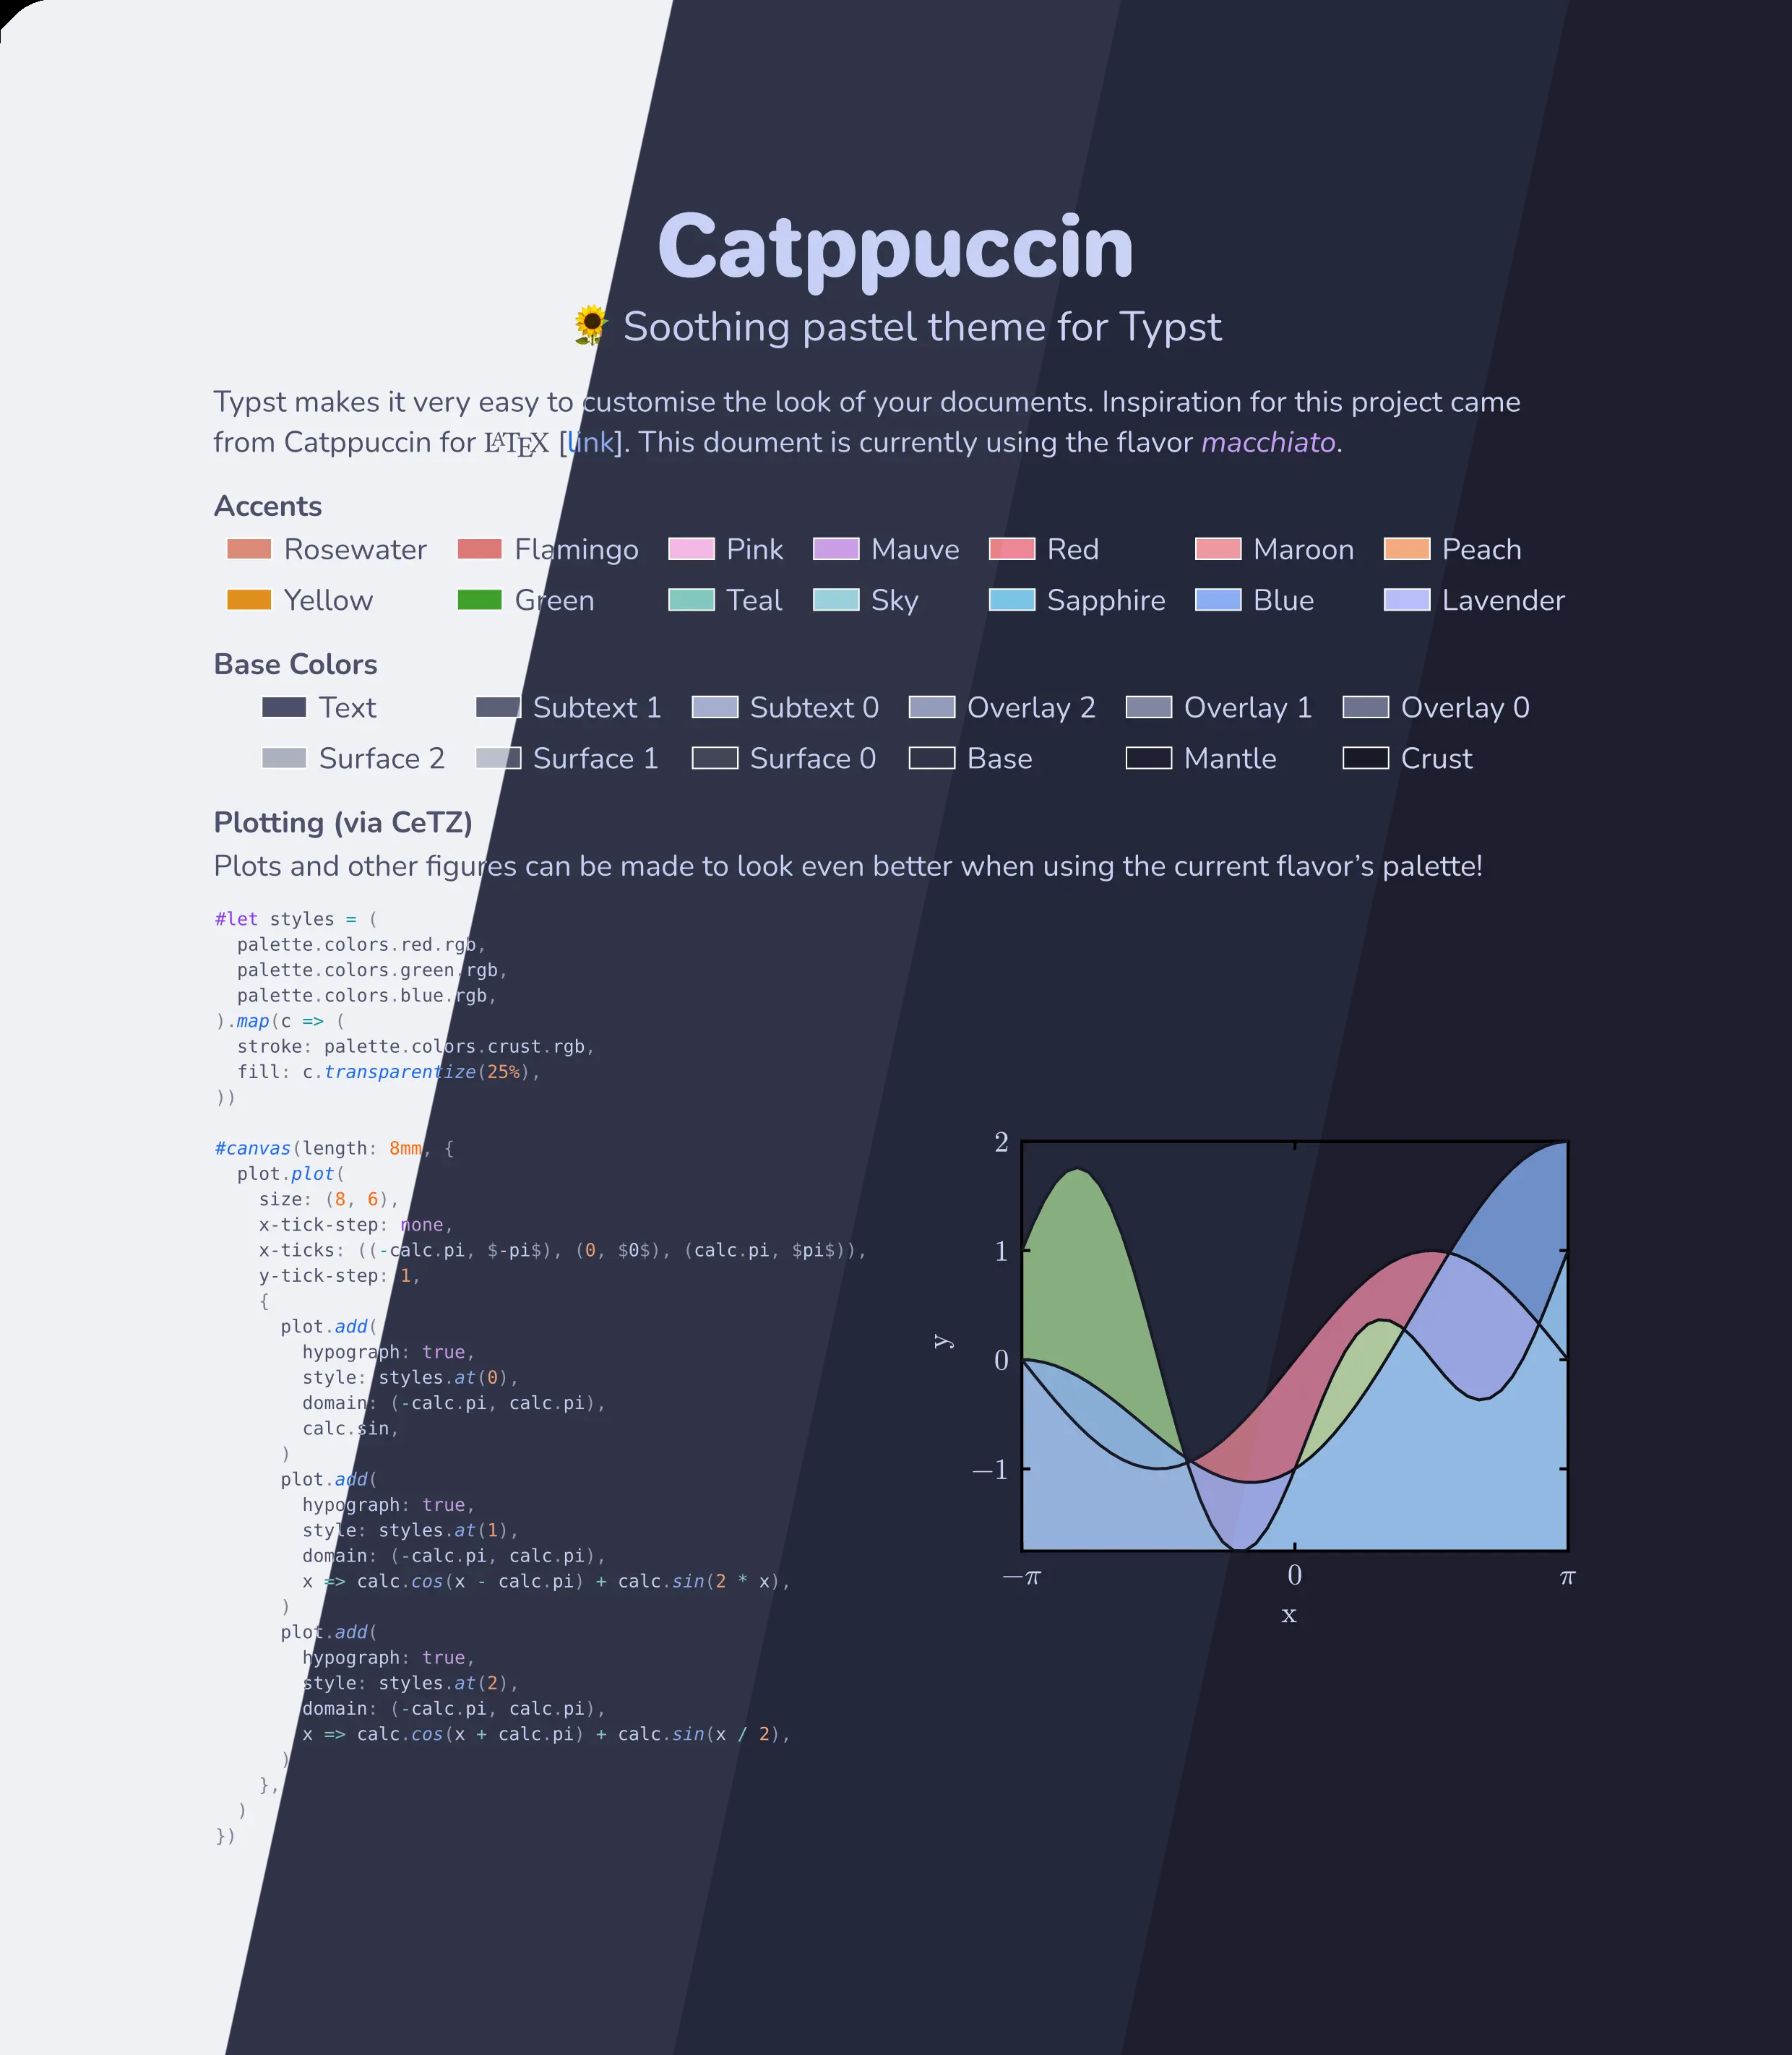 Catppuccin
🌻 Soothing pastel theme for Typst
Typst makes it very easy to customise the look of your documents. Inspiration for this project came
from Catppuccin for LATEX [link]. This doument is currently using the flavor macchiato.
Accents
Rosewater Flamingo Pink Mauve Red Maroon Peach
Yellow Green Teal Sky Sapphire Blue Lavender
Base Colors
Text Subtext 1 Subtext 0 Overlay 2 Overlay 1 Overlay 0
Surface 2 Surface 1 Surface 0 Base Mantle Crust
Plotting (via CeTZ)
Plots and other figures can be made to look even better when using the current flavor’s palette!
#let styles = (
  palette.colors.red.rgb,
  palette.colors.green.rgb,
  palette.colors.blue.rgb,
).map(c => (
  stroke: palette.colors.crust.rgb,
  fill: c.transparentize(25%),
))
#canvas(length: 8mm, {
  plot.plot(
    size: (8, 6),
    x-tick-step: none,
    x-ticks: ((-calc.pi, $-pi$), (0, $0$), (calc.pi, $pi$)),
    y-tick-step: 1,
    {
      plot.add(
        hypograph: true,
        style: styles.at(0),
        domain: (-calc.pi, calc.pi),
        calc.sin,
      )
      plot.add(
        hypograph: true,
        style: styles.at(1),
        domain: (-calc.pi, calc.pi),
        x => calc.cos(x - calc.pi) + calc.sin(2 * x),
      )
      plot.add(
        hypograph: true,
        style: styles.at(2),
        domain: (-calc.pi, calc.pi),
        x => calc.cos(x + calc.pi) + calc.sin(x / 2),
      )
    },
  )
})
2
1
0
−1
y
−π 0 π
x